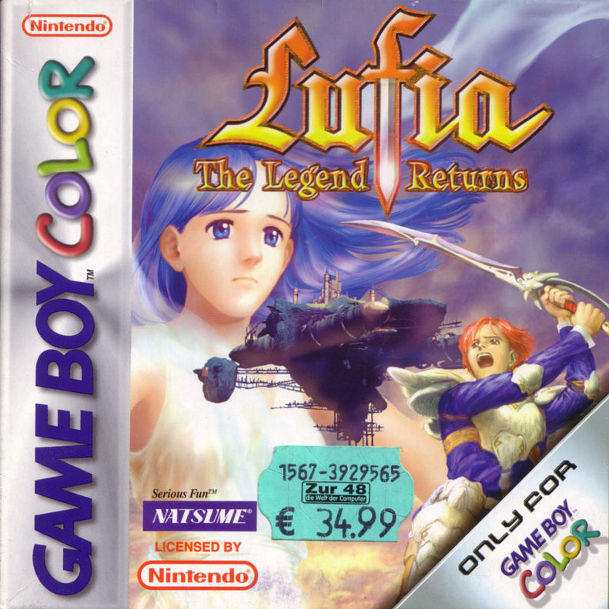 Nintendo
GAME BOY COLOR
TM
Lufia
The Legend Returns
1567-3929565
Zur 48
die Welt der Computer
€ 34.99
Serious Fun™
NATSUME®
LICENSED BY
Nintendo
ONLY FOR
GAME BOY
COLOR